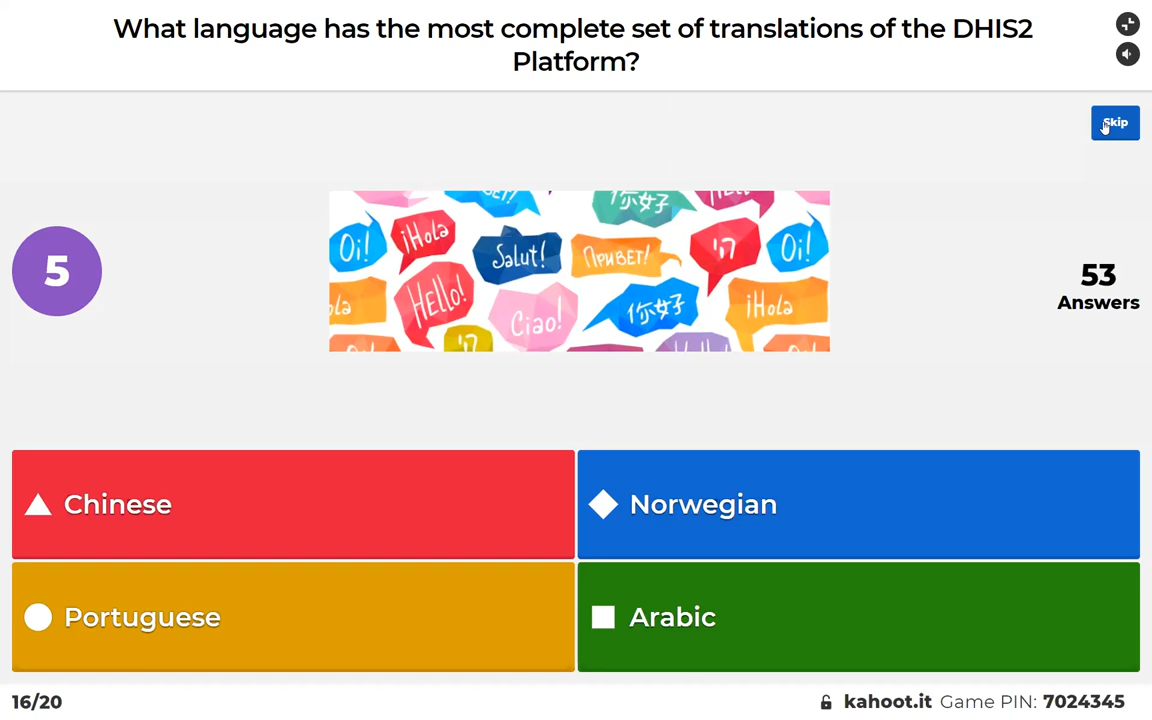 What language has the most complete set of translations of the DHIS2
Platform?
Skip
你好
Oi!
¡Hola
Salut!
Привет!
Oi!
Hello!
Ciao!
你好
¡Hola
ola
5
53
Answers
Chinese
Norwegian
Portuguese
Arabic
16/20
kahoot.it Game PIN: 7024345